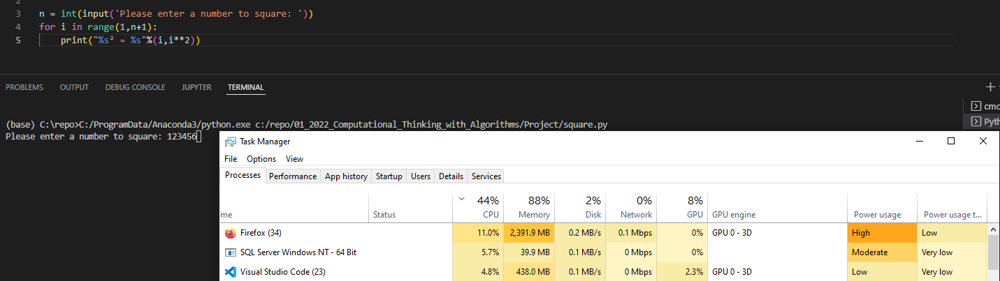 2
3 n = int(input('Please enter a number to square: '))
4 for i in range(1,n+1):
5 print("%s² = %s"%(i,i**2))
PROBLEMS OUTPUT DEBUG CONSOLE JUPYTER TERMINAL
cmd
(base) C:\repo>C:/ProgramData/Anaconda3/python.exe c:/repo/01_2022_Computational_Thinking_with_Algorithms/Project/square.py
Pyth
Please enter a number to square: 123456
Task Manager
File Options View
Processes Performance App history Startup Users Details Services
44% 88% 2% 0% 8%
me Status CPU Memory Disk Network GPU GPU engine Power usage Power usage t...
Firefox (34) 11.0% 2,391.9 MB 0.2 MB/s 0.1 Mbps 0% GPU 0 - 3D High Low
SQL Server Windows NT - 64 Bit 5.7% 39.9 MB 0.1 MB/s 0 Mbps 0% Moderate Very low
Visual Studio Code (23) 4.8% 438.0 MB 0.1 MB/s 0 Mbps 2.3% GPU 0 - 3D Low Very low